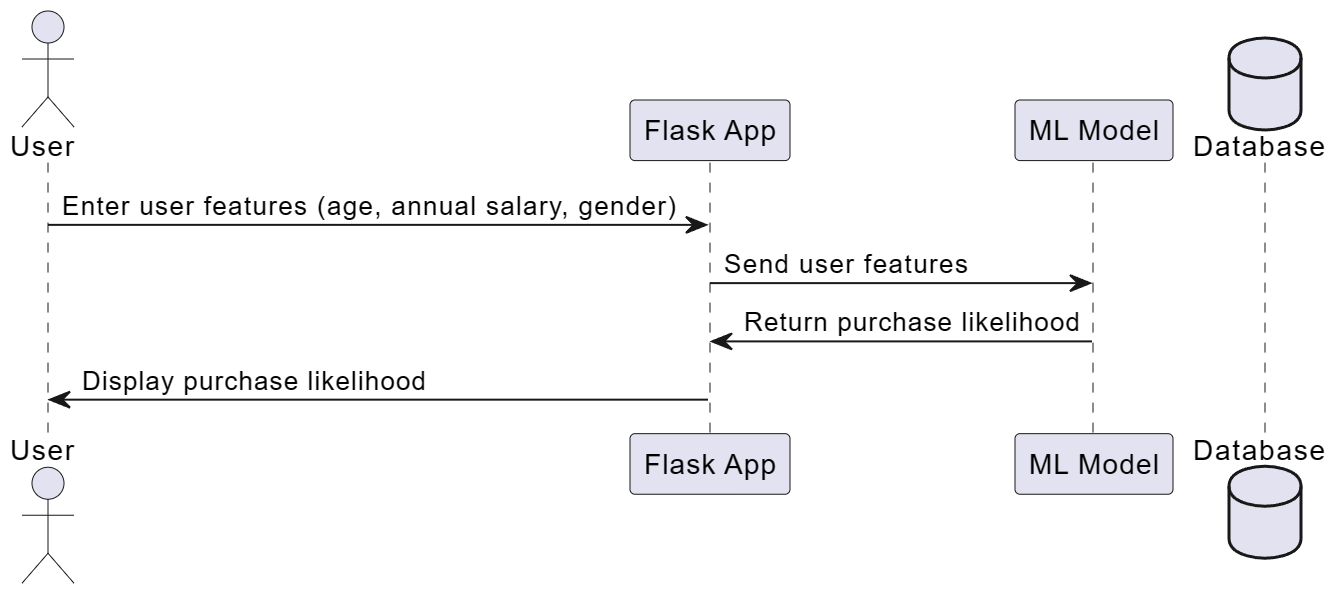 User
Flask App
ML Model
Database
Enter user features (age, annual salary, gender)
Send user features
Return purchase likelihood
Display purchase likelihood
User
Flask App
ML Model
Database